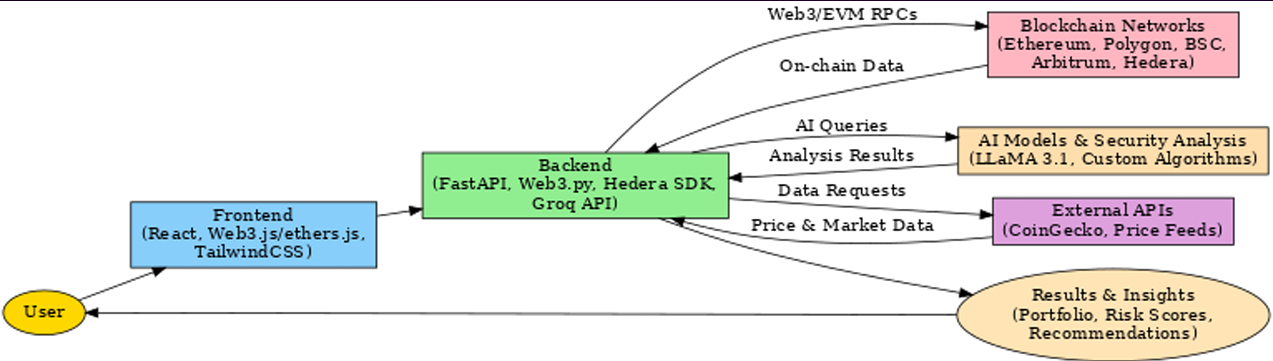 Web3/EVM RPCs
Blockchain Networks
(Ethereum, Polygon, BSC,
Arbitrum, Hedera)
On-chain Data
AI Queries
AI Models & Security Analysis
(LLaMA 3.1, Custom Algorithms)
Analysis Results
Backend
(FastAPI, Web3.py, Hedera SDK,
Groq API)
Data Requests
External APIs
(CoinGecko, Price Feeds)
Price & Market Data
Frontend
(React, Web3.js/ethers.js,
TailwindCSS)
User
Results & Insights
(Portfolio, Risk Scores,
Recommendations)